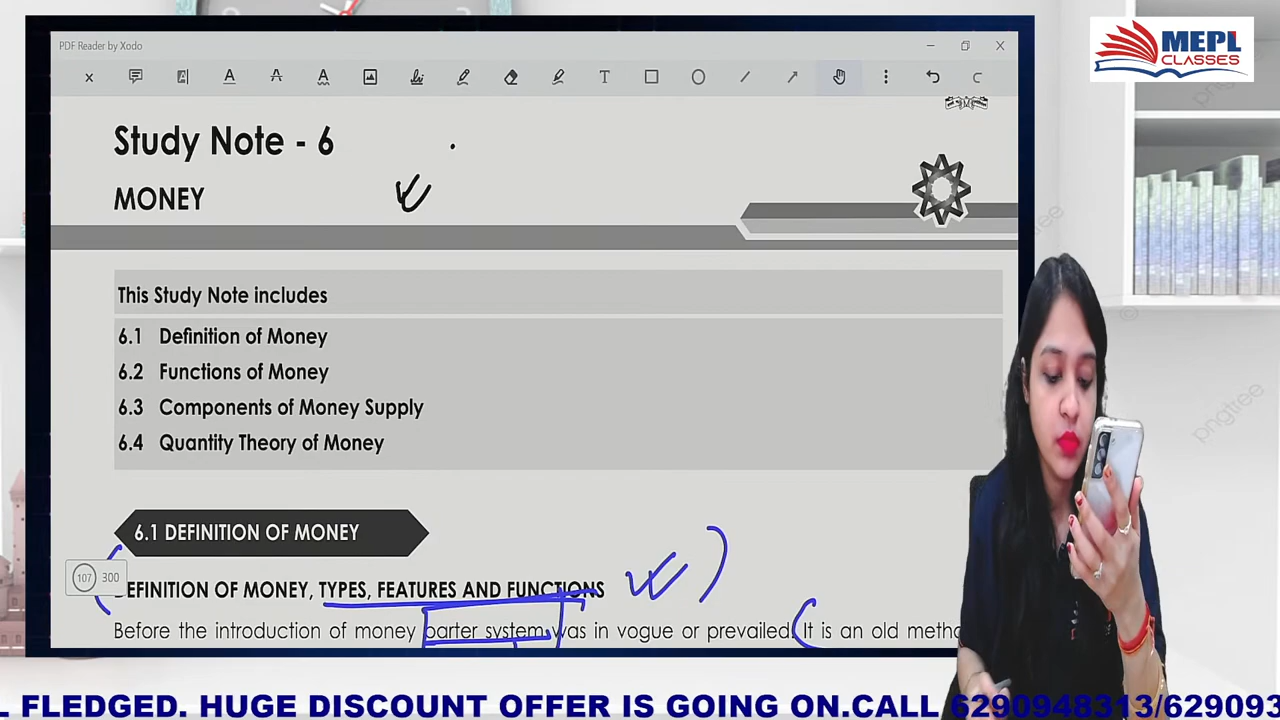 PDF Reader by Xodo
MEPL
CLASSES
Study Note - 6
MONEY
This Study Note includes
6.1 Definition of Money
6.2 Functions of Money
6.3 Components of Money Supply
6.4 Quantity Theory of Money
6.1 DEFINITION OF MONEY
107 300
EFINITION OF MONEY, TYPES, FEATURES AND FUNCTIONS
Before the introduction of money barter system was in vogue or prevailed. It is an old metho
L FLEDGED. HUGE DISCOUNT OFFER IS GOING ON.CALL 6290948313/629093
pngtree